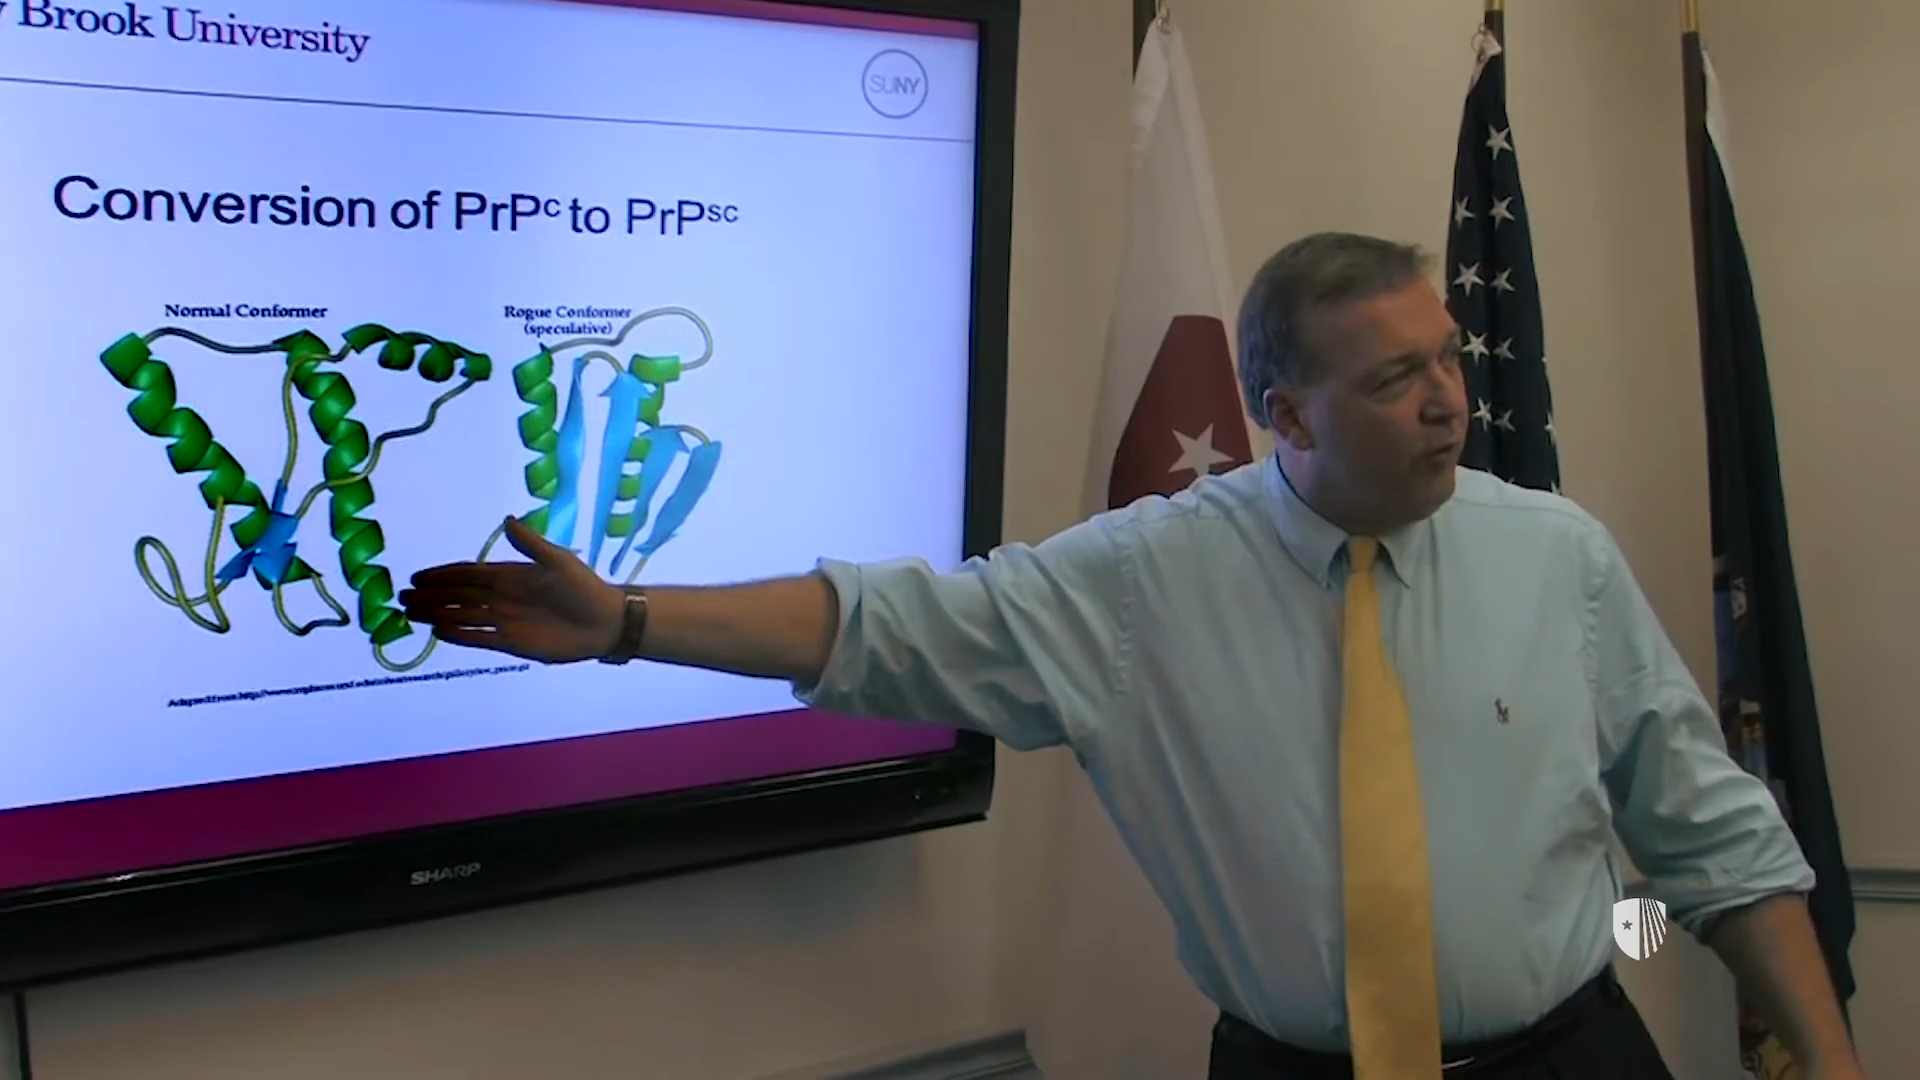 Brook University
SUNY
Conversion of PrPc to PrPsc
Normal Conformer
Rogue Conformer
(speculative)
SHARP